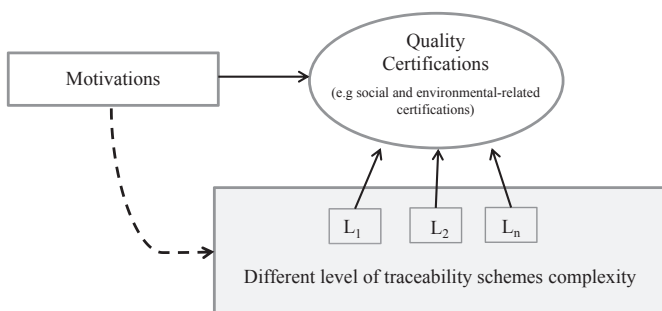 Quality
Certifications
(e.g social and environmental-related
certifications)
Motivations
L₁
L₂
Lₙ
Different level of traceability schemes complexity